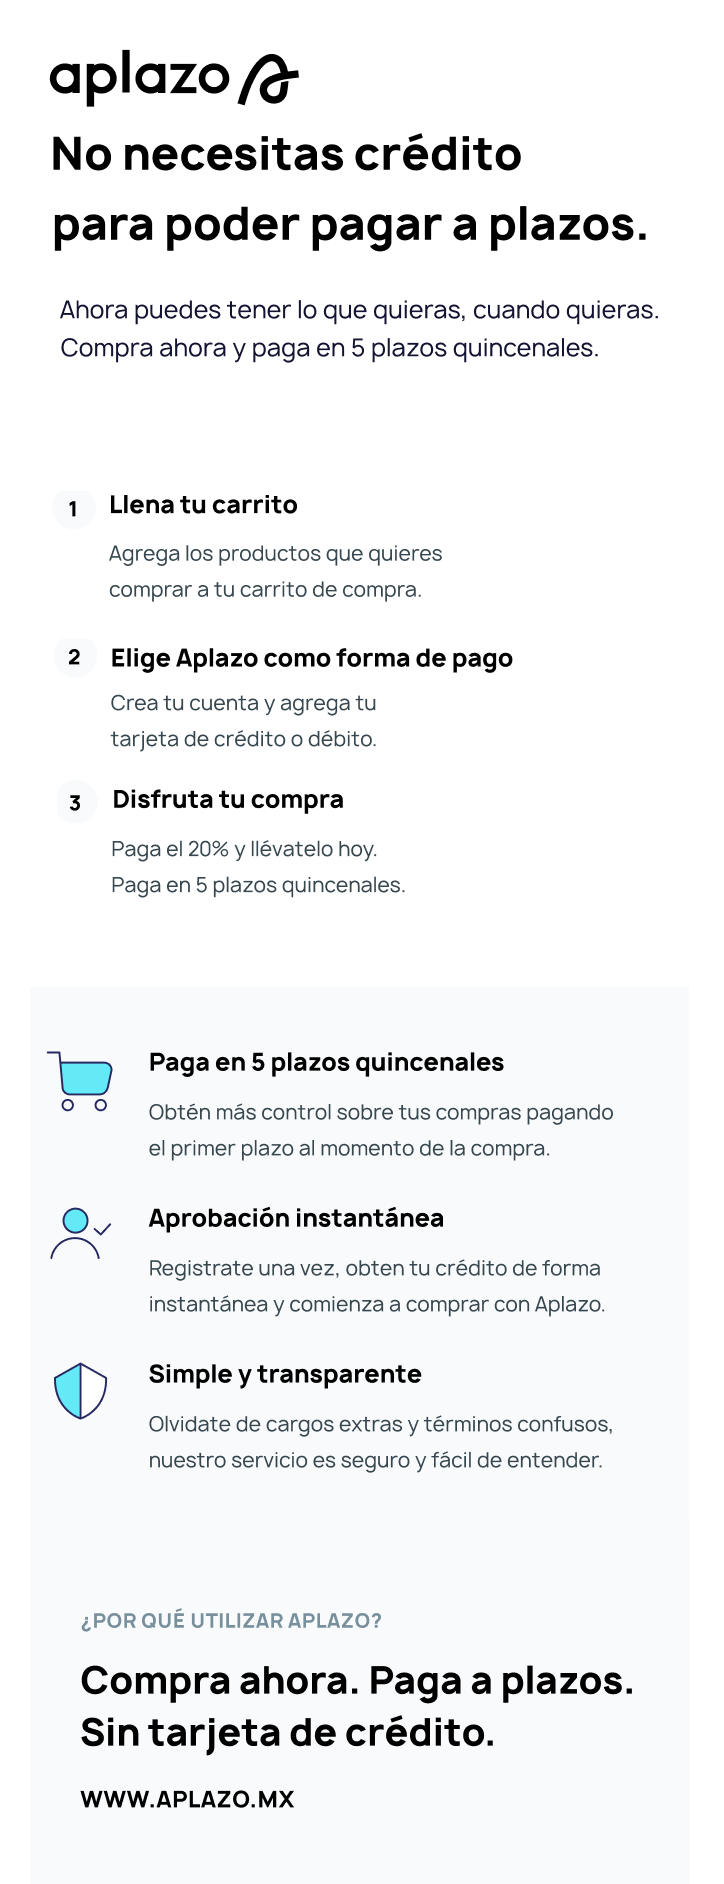 aplazo
No necesitas crédito
para poder pagar a plazos.
Ahora puedes tener lo que quieras, cuando quieras.
Compra ahora y paga en 5 plazos quincenales.
1 Llena tu carrito
Agrega los productos que quieres
comprar a tu carrito de compra.
2 Elige Aplazo como forma de pago
Crea tu cuenta y agrega tu
tarjeta de crédito o débito.
3 Disfruta tu compra
Paga el 20% y llévatelo hoy.
Paga en 5 plazos quincenales.
Paga en 5 plazos quincenales
Obtén más control sobre tus compras pagando
el primer plazo al momento de la compra.
Aprobación instantánea
Registrate una vez, obten tu crédito de forma
instantánea y comienza a comprar con Aplazo.
Simple y transparente
Olvidate de cargos extras y términos confusos,
nuestro servicio es seguro y fácil de entender.
¿POR QUÉ UTILIZAR APLAZO?
Compra ahora. Paga a plazos.
Sin tarjeta de crédito.
WWW.APLAZO.MX